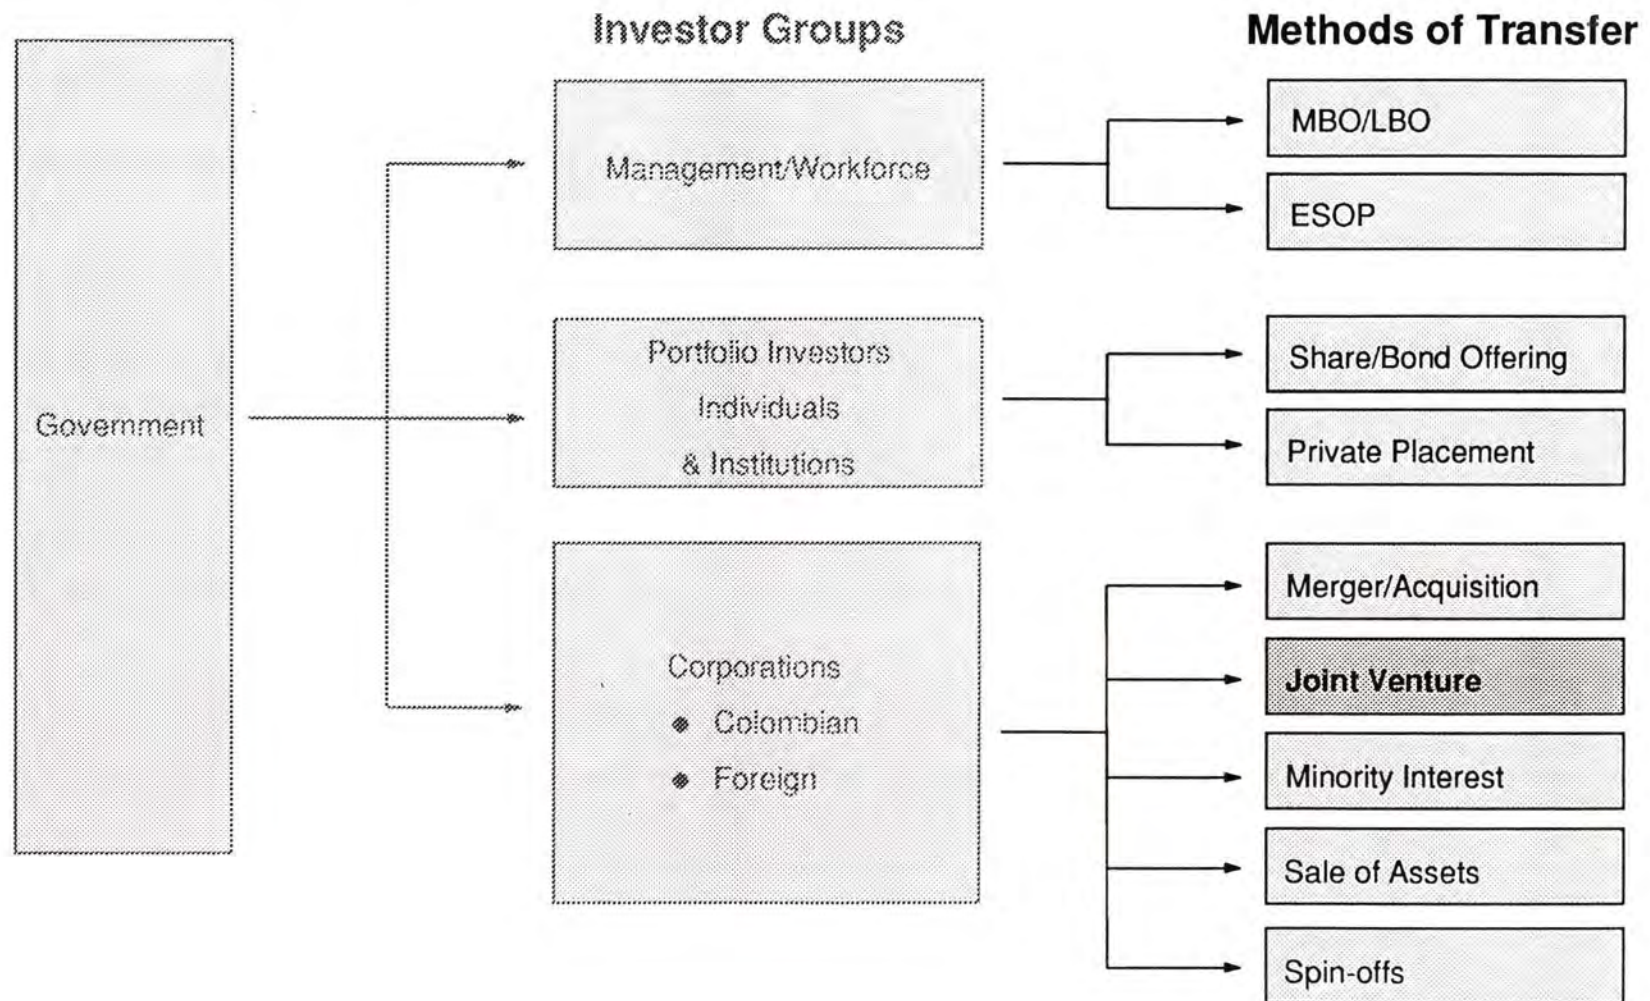 Investor Groups
Methods of Transfer
Government
Management/Workforce
MBO/LBO
ESOP
Portfolio Investors
Individuals
& Institutions
Share/Bond Offering
Private Placement
Corporations
● Colombian
● Foreign
Merger/Acquisition
Joint Venture
Minority Interest
Sale of Assets
Spin-offs